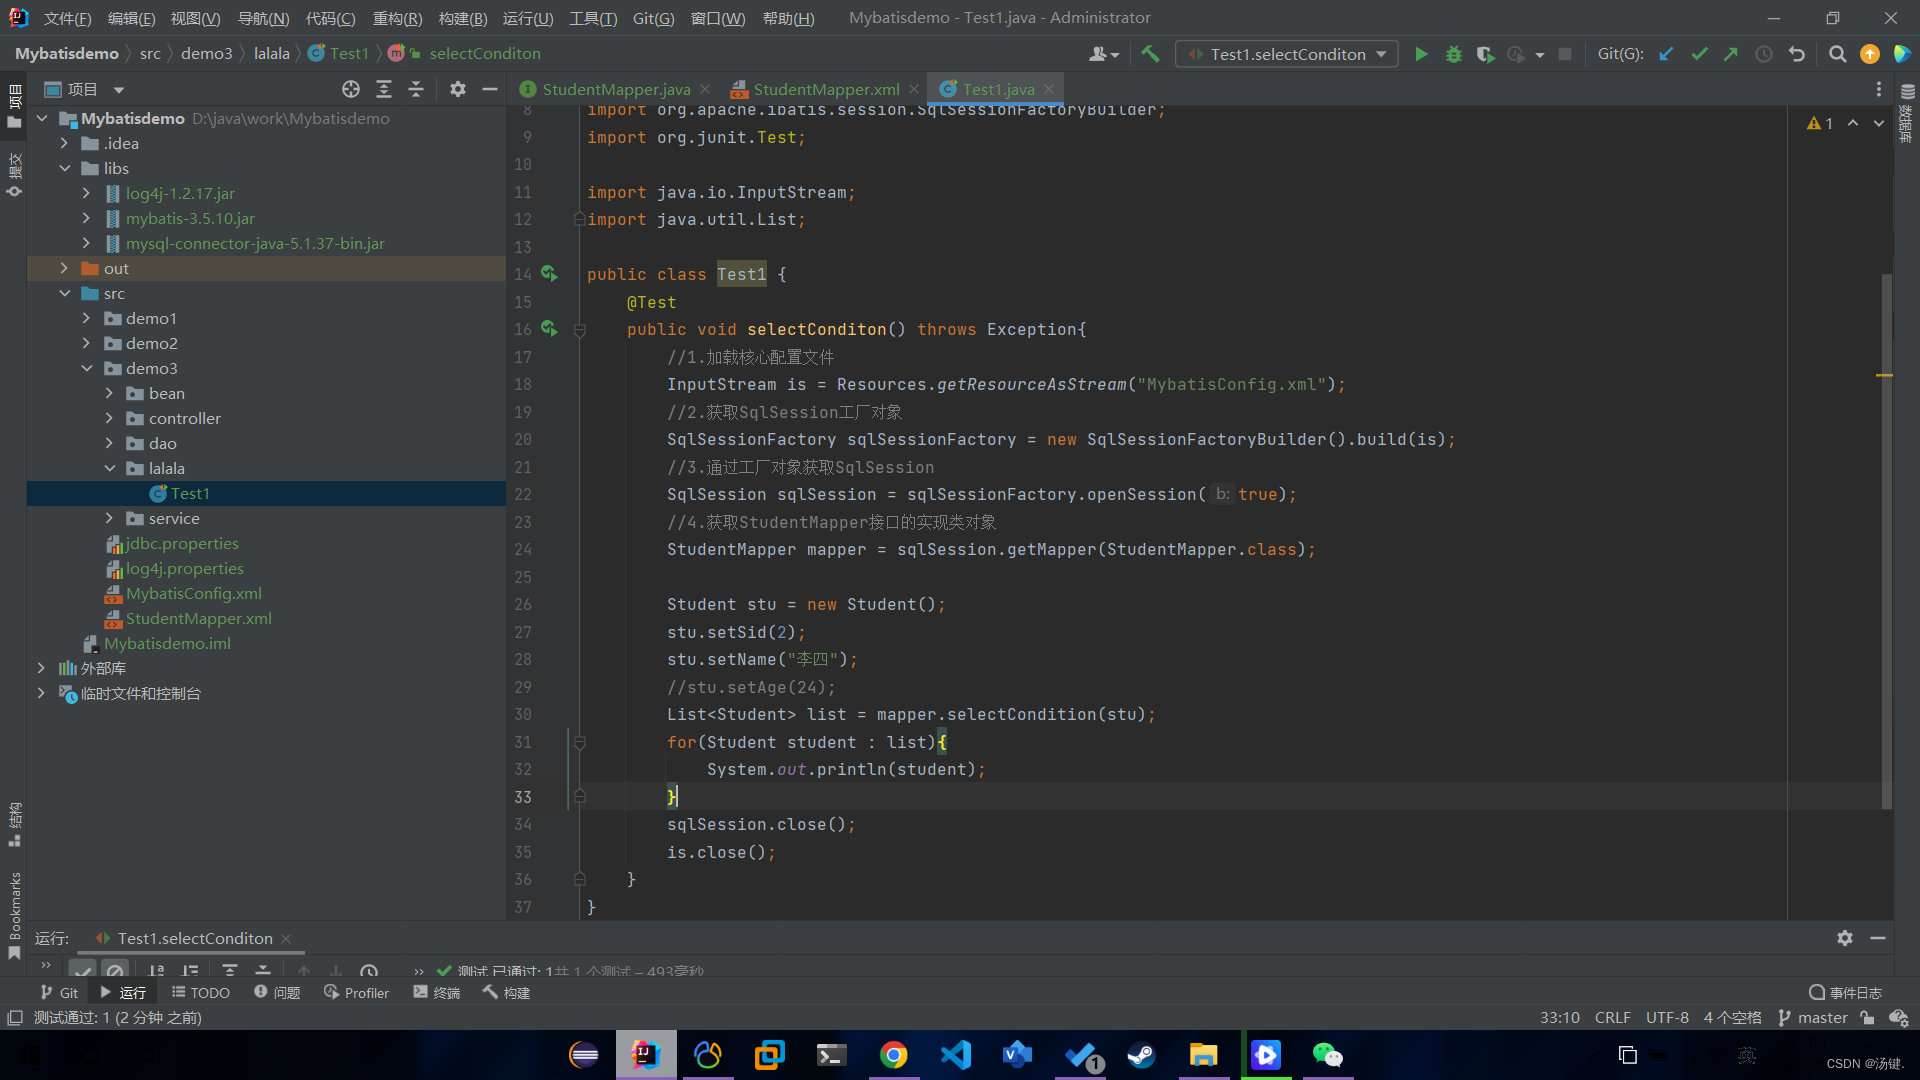 文件(F) 编辑(E) 视图(V) 导航(N) 代码(C) 重构(R) 构建(B) 运行(U) 工具(T) Git(G) 窗口(W) 帮助(H) Mybatisdemo - Test1.java - Administrator
Mybatisdemo src demo3 lalala Test1 selectConditon Test1.selectConditon Git(G):
项目
提交
结构
Bookmarks
项目
Mybatisdemo D:\java\work\Mybatisdemo
.idea
libs
log4j-1.2.17.jar
mybatis-3.5.10.jar
mysql-connector-java-5.1.37-bin.jar
out
src
demo1
demo2
demo3
bean
controller
dao
lalala
Test1
service
jdbc.properties
log4j.properties
MybatisConfig.xml
StudentMapper.xml
Mybatisdemo.iml
外部库
临时文件和控制台
StudentMapper.java StudentMapper.xml Test1.java
1
数据库
8 import org.apache.ibatis.session.SqlSessionFactoryBuilder;
9 import org.junit.Test;
10
11 import java.io.InputStream;
12 import java.util.List;
13
14 public class Test1 {
15 @Test
16 public void selectConditon() throws Exception{
17 //1.加载核心配置文件
18 InputStream is = Resources.getResourceAsStream("MybatisConfig.xml");
19 //2.获取SqlSession工厂对象
20 SqlSessionFactory sqlSessionFactory = new SqlSessionFactoryBuilder().build(is);
21 //3.通过工厂对象获取SqlSession
22 SqlSession sqlSession = sqlSessionFactory.openSession( b: true);
23 //4.获取StudentMapper接口的实现类对象
24 StudentMapper mapper = sqlSession.getMapper(StudentMapper.class);
25
26 Student stu = new Student();
27 stu.setSid(2);
28 stu.setName("李四");
29 //stu.setAge(24);
30 List<Student> list = mapper.selectCondition(stu);
31 for(Student student : list){
32 System.out.println(student);
33 }
34 sqlSession.close();
35 is.close();
36 }
37 }
运行: Test1.selectConditon
测试 已通过: 1共 1 个测试 – 493毫秒
Git 运行 TODO 问题 Profiler 终端 构建 事件日志
测试通过: 1 (2 分钟 之前) 33:10 CRLF UTF-8 4 个空格 master
1
英
CSDN @汤键.